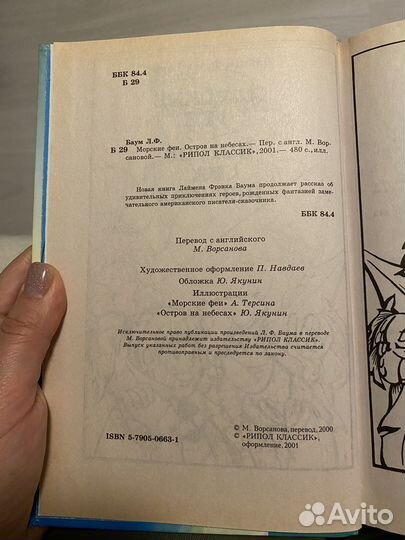 ББК 84.4
Б 29
Баум Л.Ф.
Б 29 Морские феи. Остров на небесах.— Пер. с англ. М. Вор-
сановой.— М.: «РИПОЛ КЛАССИК», 2001.— 480 с., илл.
Новая книга Лаймена Фрэнка Баума продолжает рассказ об
удивительных приключениях героев, рожденных фантазией заме-
чательного американского писателя-сказочника.
ББК 84.4
Перевод с английского
М. Ворсанова
Художественное оформление П. Навдаев
Обложка Ю. Якунин
Иллюстрации
«Морские феи» А. Терсина
«Остров на небесах» Ю. Якунин
Исключительное право публикации произведений Л. Ф. Баума в переводе
М. Ворсановой принадлежит издательству «РИПОЛ КЛАССИК».
Выпуск указанных работ без разрешения Издательства считается
противоправным и преследуется по закону.
ISBN 5-7905-0663-1
© М. Ворсанова, перевод, 2000
© «РИПОЛ КЛАССИК»,
оформление, 2001
Avito